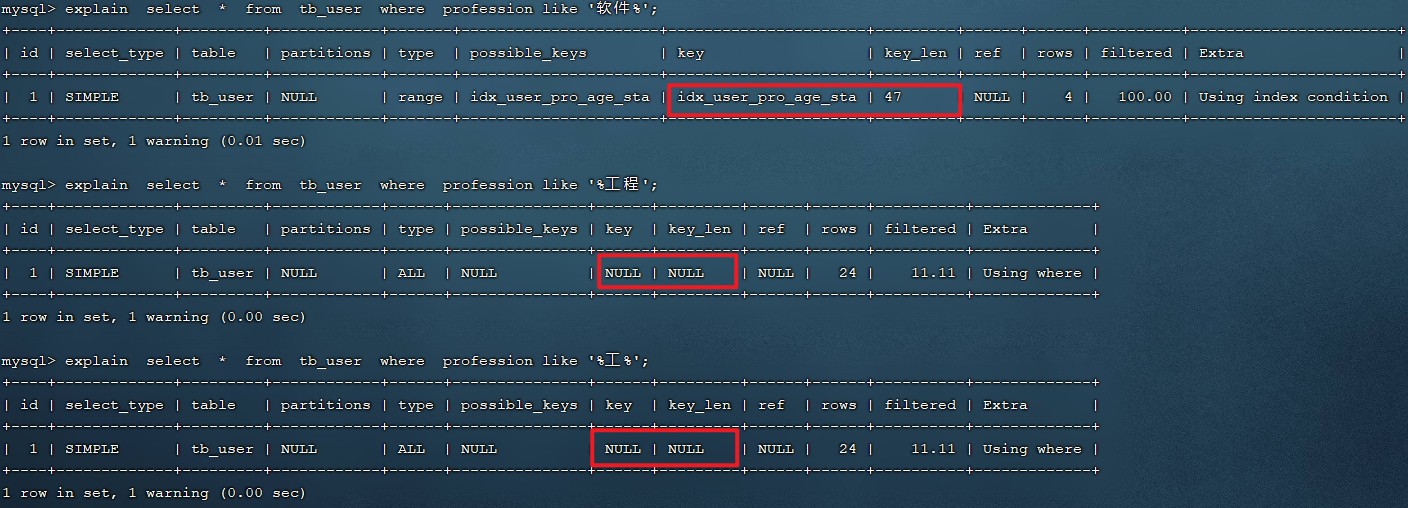 mysql> explain  select  *  from  tb_user  where  profession like '软件%';
+----+-------------+---------+------------+-------+----------------------+----------------------+---------+------+------+----------+-----------------------+
| id | select_type | table   | partitions | type  | possible_keys        | key                  | key_len | ref  | rows | filtered | Extra                 |
+----+-------------+---------+------------+-------+----------------------+----------------------+---------+------+------+----------+-----------------------+
|  1 | SIMPLE      | tb_user | NULL       | range | idx_user_pro_age_sta | idx_user_pro_age_sta | 47      | NULL |    4 |   100.00 | Using index condition |
+----+-------------+---------+------------+-------+----------------------+----------------------+---------+------+------+----------+-----------------------+
1 row in set, 1 warning (0.01 sec)
mysql> explain  select  *  from  tb_user  where  profession like '%工程';
+----+-------------+---------+------------+------+---------------+------+---------+------+------+----------+-------------+
| id | select_type | table   | partitions | type | possible_keys | key  | key_len | ref  | rows | filtered | Extra       |
+----+-------------+---------+------------+------+---------------+------+---------+------+------+----------+-------------+
|  1 | SIMPLE      | tb_user | NULL       | ALL  | NULL          | NULL | NULL    | NULL |   24 |    11.11 | Using where |
+----+-------------+---------+------------+------+---------------+------+---------+------+------+----------+-------------+
1 row in set, 1 warning (0.00 sec)
mysql> explain  select  *  from  tb_user  where  profession like '%工%';
+----+-------------+---------+------------+------+---------------+------+---------+------+------+----------+-------------+
| id | select_type | table   | partitions | type | possible_keys | key  | key_len | ref  | rows | filtered | Extra       |
+----+-------------+---------+------------+------+---------------+------+---------+------+------+----------+-------------+
|  1 | SIMPLE      | tb_user | NULL       | ALL  | NULL          | NULL | NULL    | NULL |   24 |    11.11 | Using where |
+----+-------------+---------+------------+------+---------------+------+---------+------+------+----------+-------------+
1 row in set, 1 warning (0.00 sec)